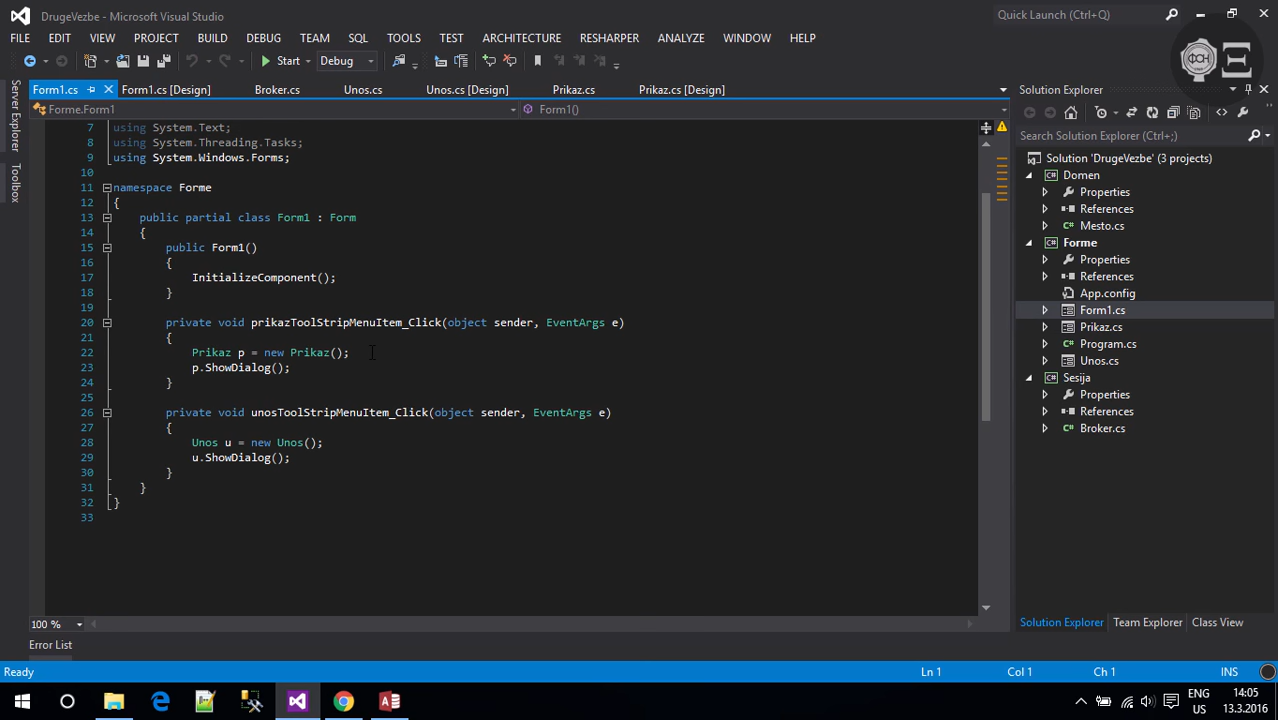 DrugeVezbe - Microsoft Visual Studio
Quick Launch (Ctrl+Q)
FILE EDIT VIEW PROJECT BUILD DEBUG TEAM SQL TOOLS TEST ARCHITECTURE RESHARPER ANALYZE WINDOW HELP
Start Debug
ФОН
Server Explorer
Toolbox
Form1.cs Form1.cs [Design] Broker.cs Unos.cs Unos.cs [Design] Prikaz.cs Prikaz.cs [Design]
Forme.Form1 Form1()
7 using System.Text;
8 using System.Threading.Tasks;
9 using System.Windows.Forms;
10
11 namespace Forme
12 {
13 public partial class Form1 : Form
14 {
15 public Form1()
16 {
17 InitializeComponent();
18 }
19
20 private void prikazToolStripMenuItem_Click(object sender, EventArgs e)
21 {
22 Prikaz p = new Prikaz();
23 p.ShowDialog();
24 }
25
26 private void unosToolStripMenuItem_Click(object sender, EventArgs e)
27 {
28 Unos u = new Unos();
29 u.ShowDialog();
30 }
31 }
32 }
33
100 %
Error List
Solution Explorer
Search Solution Explorer (Ctrl+;)
Solution 'DrugeVezbe' (3 projects)
Domen
Properties
References
Mesto.cs
Forme
Properties
References
App.config
Form1.cs
Prikaz.cs
Program.cs
Unos.cs
Sesija
Properties
References
Broker.cs
Solution Explorer Team Explorer Class View
Ready Ln 1 Col 1 Ch 1 INS
ENG 14:05
US 13.3.2016